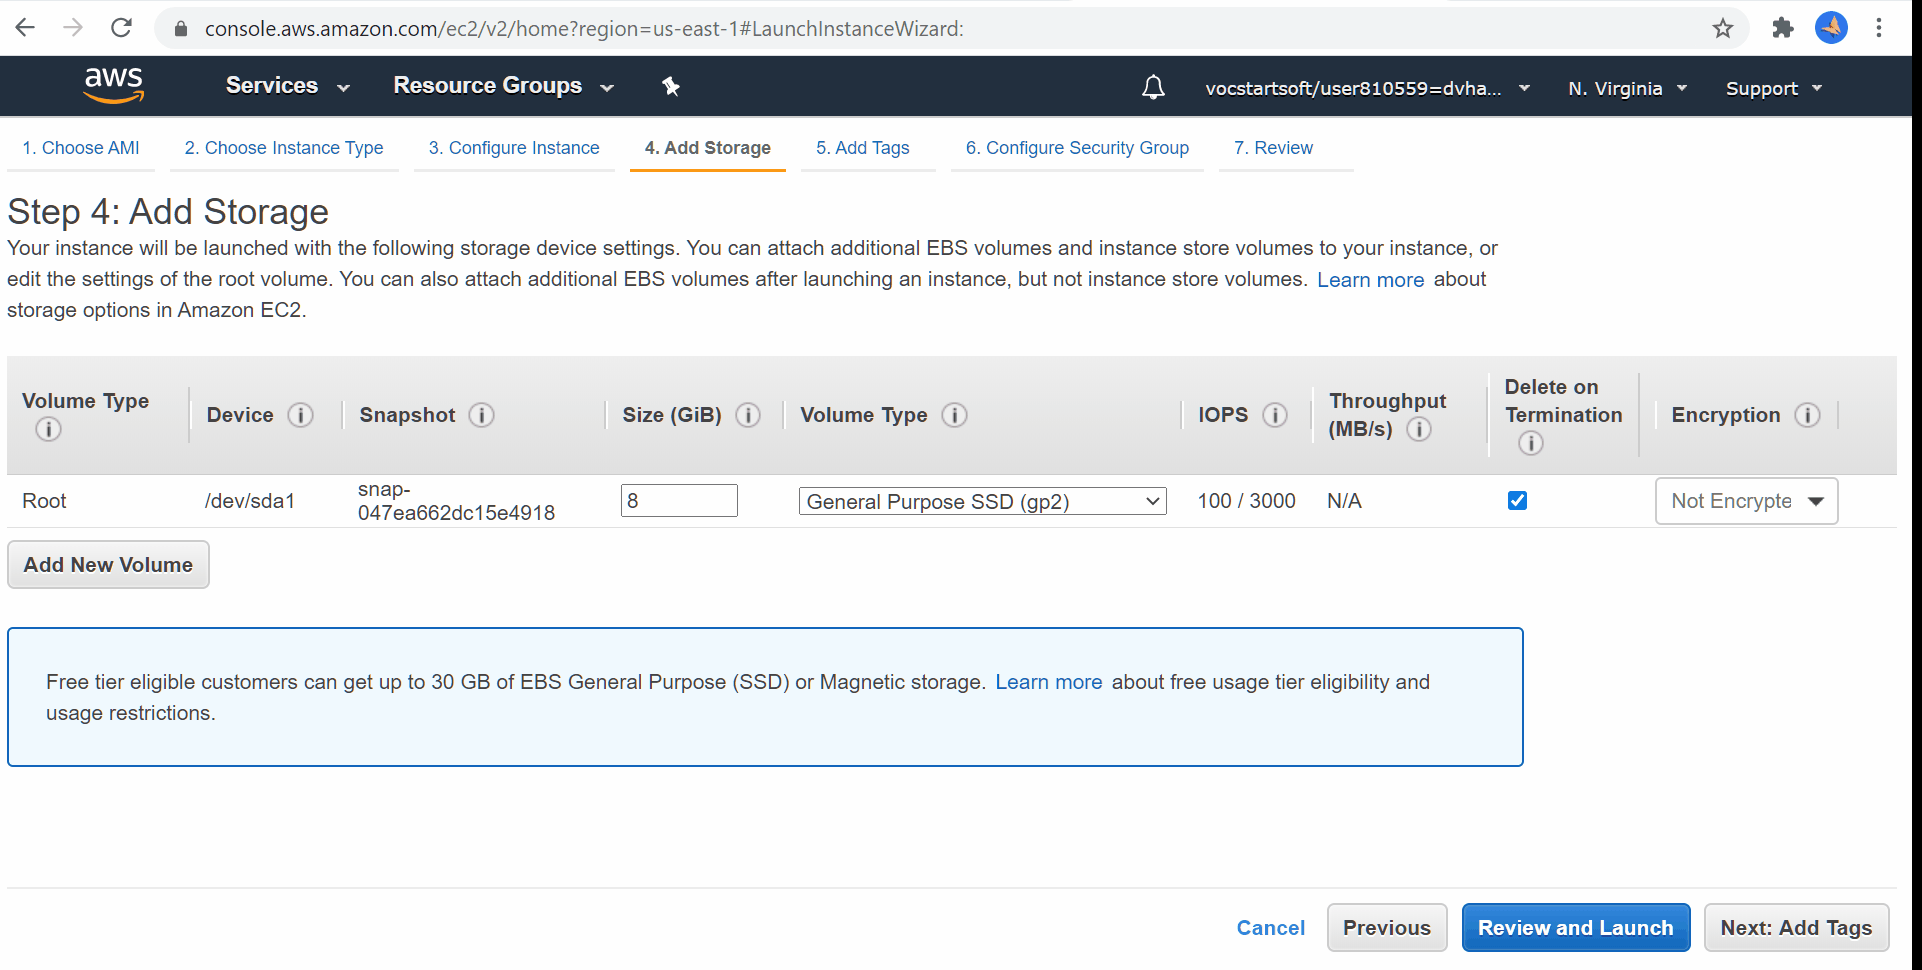 console.aws.amazon.com/ec2/v2/home?region=us-east-1#LaunchInstanceWizard:
aws Services Resource Groups vocstartsoft/user810559=dvha... N. Virginia Support
1. Choose AMI 2. Choose Instance Type 3. Configure Instance 4. Add Storage 5. Add Tags 6. Configure Security Group 7. Review
Step 4: Add Storage
Your instance will be launched with the following storage device settings. You can attach additional EBS volumes and instance store volumes to your instance, or
edit the settings of the root volume. You can also attach additional EBS volumes after launching an instance, but not instance store volumes. Learn more about
storage options in Amazon EC2.
Volume Type Device Snapshot Size (GiB) Volume Type IOPS Throughput (MB/s) Delete on Termination Encryption
Root /dev/sda1 snap-047ea662dc15e4918 8 General Purpose SSD (gp2) 100 / 3000 N/A Not Encrypte
Add New Volume
Free tier eligible customers can get up to 30 GB of EBS General Purpose (SSD) or Magnetic storage. Learn more about free usage tier eligibility and
usage restrictions.
Cancel Previous Review and Launch Next: Add Tags